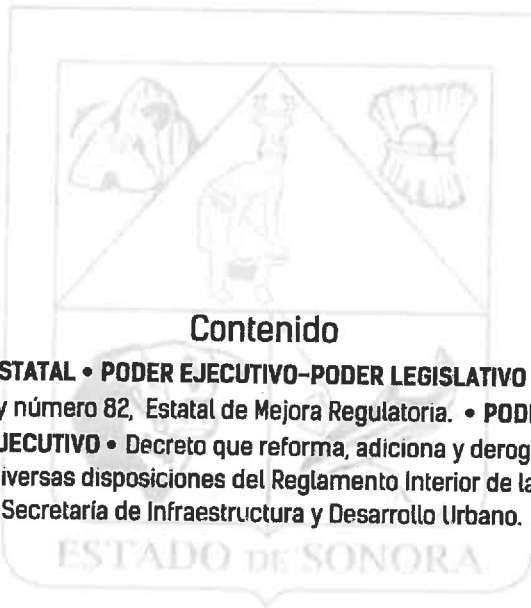 Contenido
STATAL • PODER EJECUTIVO-PODER LEGISLATIVO
y número 82, Estatal de Mejora Regulatoria. • PODE
JECUTIVO • Decreto que reforma, adiciona y derog
iversas disposiciones del Reglamento Interior de la
Secretaría de Infraestructura y Desarrollo Urbano.
ESTADO DE SONORA